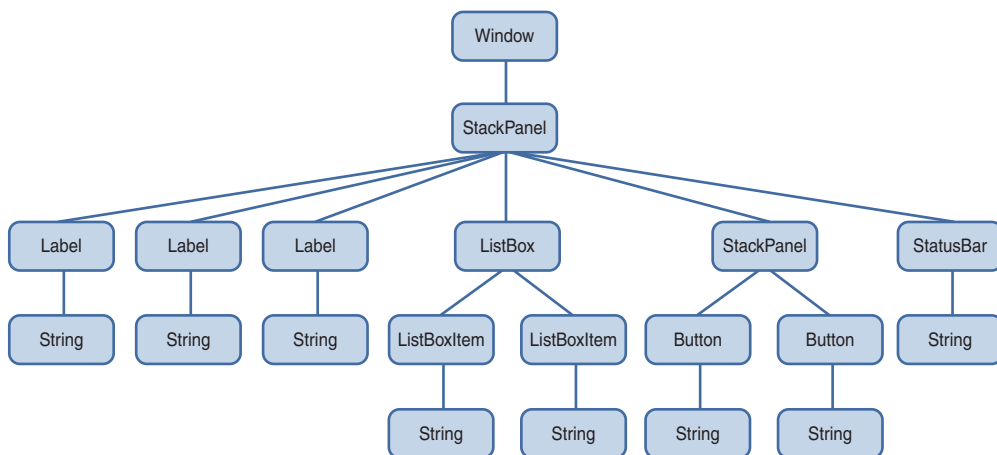 Window
StackPanel
Label Label Label ListBox StackPanel StatusBar
String String String ListBoxItem ListBoxItem Button Button String
String String String String